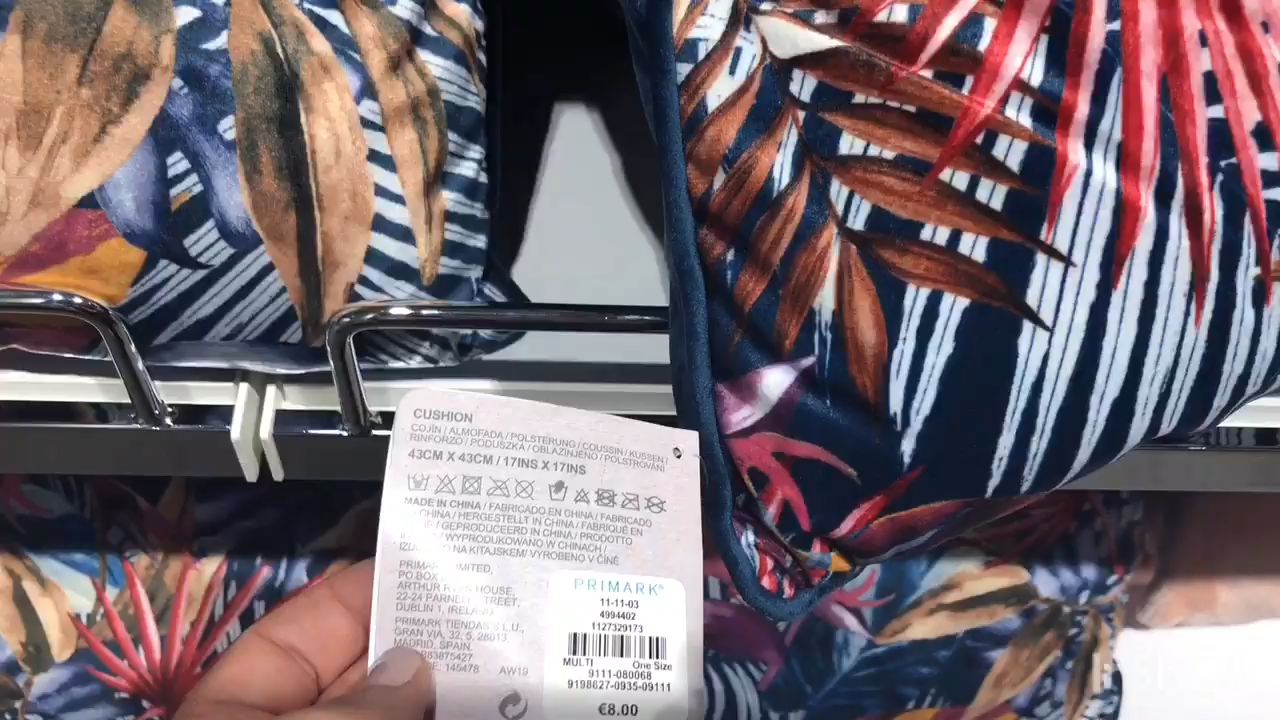 CUSHION
COJÍN / ALMOFADA / POLSTERUNG / COUSSIN / KUSSEN /
RINFORZO / PODUSZKA / OBLAZINJENO / POLSTROVÁNÍ
43CM X 43CM / 17INS X 17INS
MADE IN CHINA / FABRICADO EN CHINA / FABRICADO
CHINA / HERGESTELLT IN CHINA / FABRIQUÉ EN
/ GEPRODUCEERD IN CHINA / PRODOTTO
/ WYPRODUKOWANO W CHINACH /
NO NA KITAJSKEM/ VYROBENO V ČÍNĚ
LIMITED,
PO BOX
ARTHUR HOUSE,
22-24 PARNELL STREET,
DUBLIN 1, IRELAND
PRIMARK TIENDAS S.L.U.,
GRAN VIA, 32, 5, 28013,
MADRID, SPAIN.
B83875427
: 145478 AW19
PRIMARK
11-11-03
4994402
1127329173
MULTI One Size
9111-080068
9198627-0935-09111
€8.00